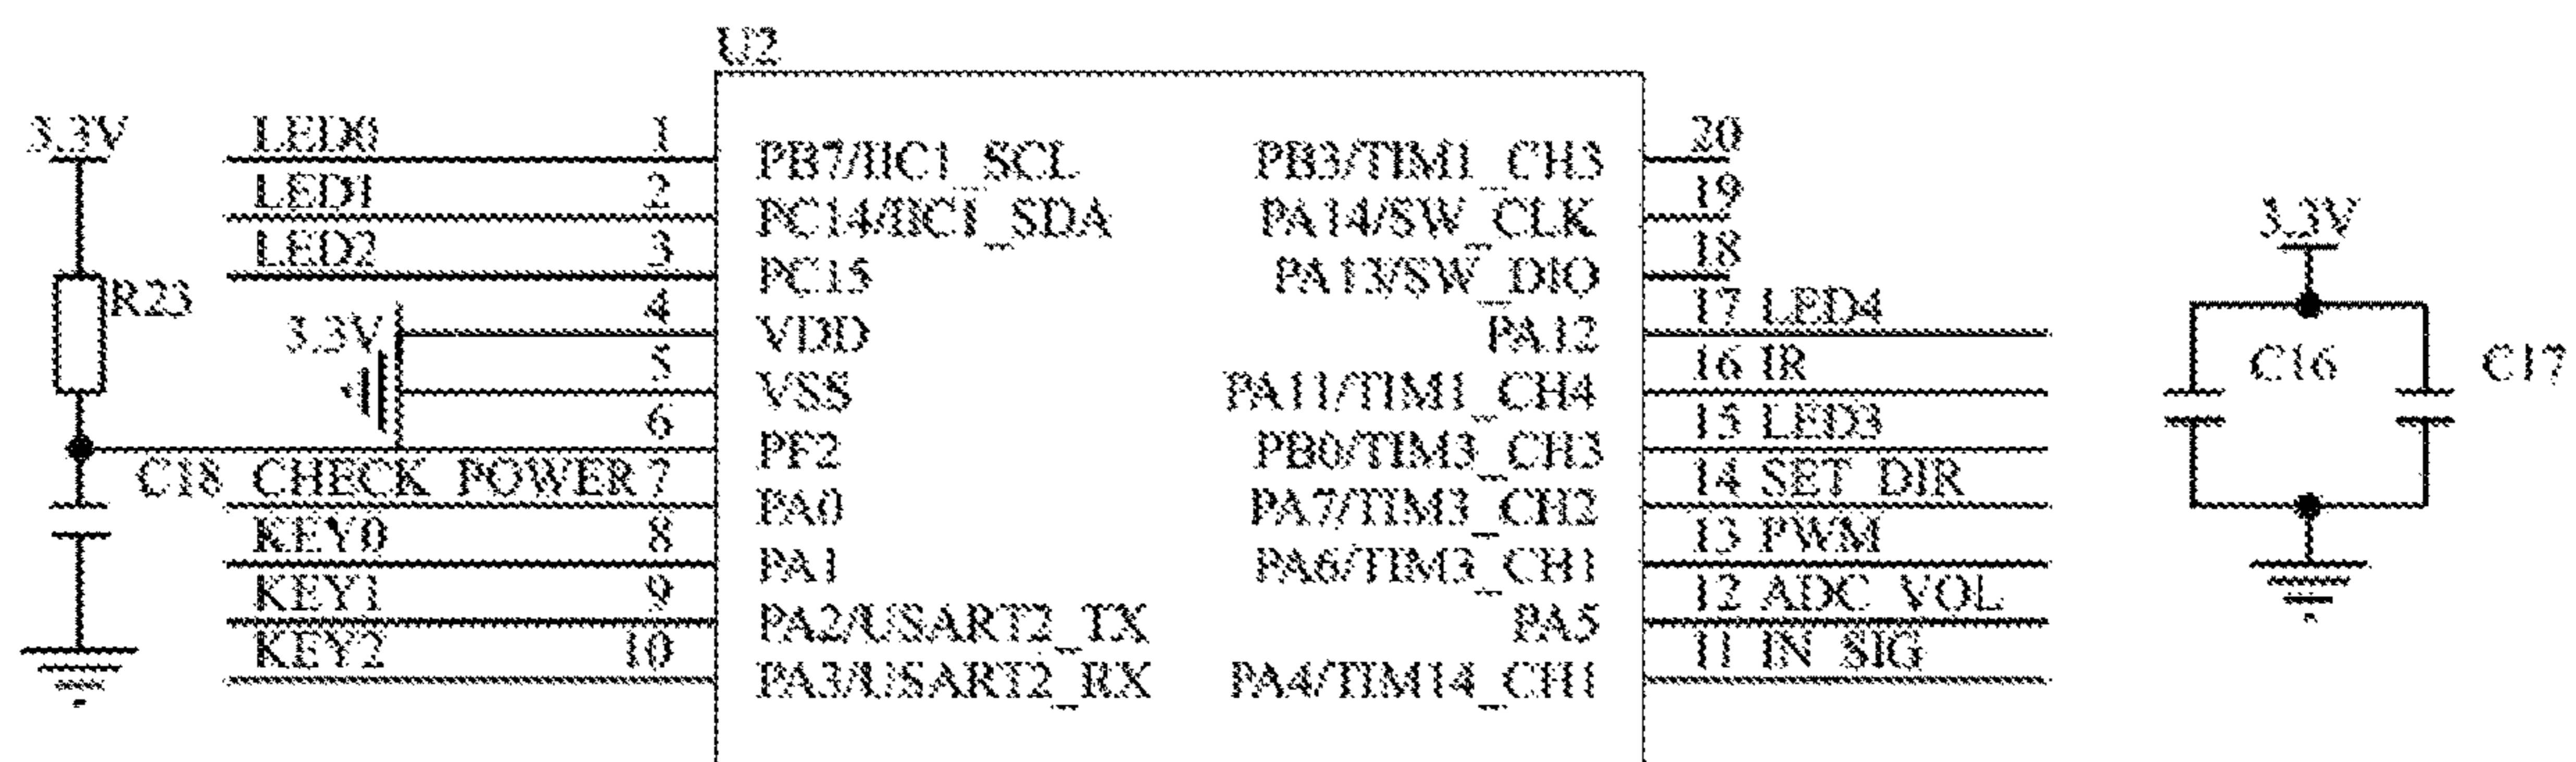 U2
3.3V
LED0 1 PB7/IIC1_SCL PB3/TIM1_CH3 20
LED1 2 PC14/IIC1_SDA PA14/SW_CLK 19
LED2 3 PC15 PA13/SW_DIO 18
R23
3.3V 4 VDD PA12 17 LED4
5 VSS PA11/TIM1_CH4 16 IR
6 PF2 PB0/TIM3_CH3 15 LED3
C18 CHECK_POWER 7 PA0 PA7/TIM3_CH2 14 SET_DIR
KEY0 8 PA1 PA6/TIM3_CH1 13 PWM
KEY1 9 PA2/USART2_TX PA5 12 ADC_VOL
KEY2 10 PA3/USART2_RX PA4/TIM14_CH1 11 IN_SIG
3.3V
C16 C17